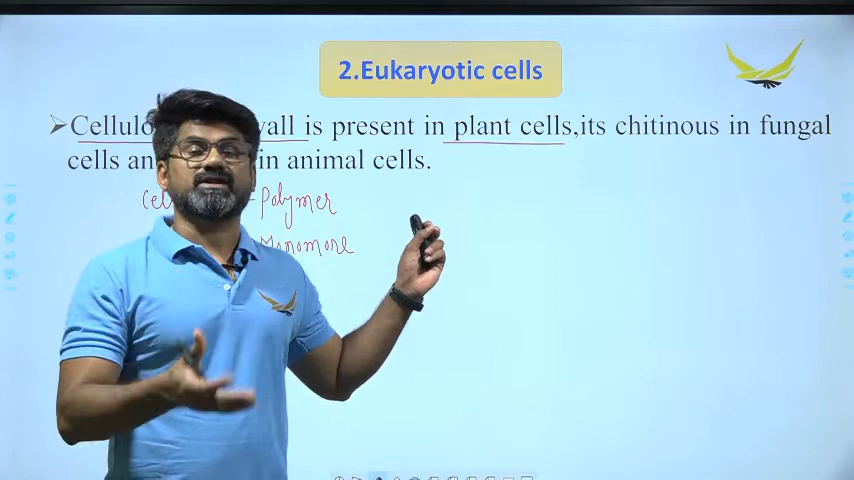 2.Eukaryotic cells
Cellulo wall is present in plant cells,its chitinous in fungal
cells an in animal cells.
Cel Polymer
Monomore